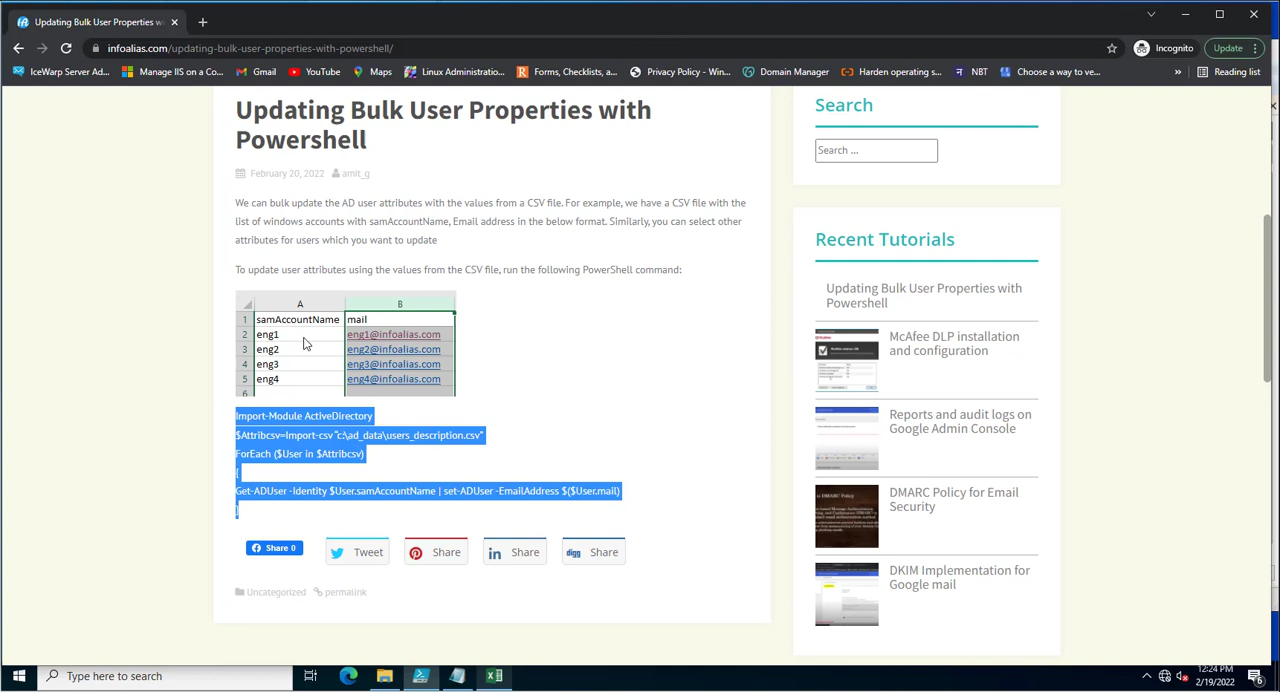 Updating Bulk User Properties wi
infoalias.com/updating-bulk-user-properties-with-powershell/
Incognito
Update
IceWarp Server Ad...
Manage IIS on a Co...
Gmail
YouTube
Maps
Linux Administratio...
Forms, Checklists, a...
Privacy Policy - Win...
Domain Manager
Harden operating s...
NBT
Choose a way to ve...
»
Reading list
Updating Bulk User Properties with
Powershell
February 20, 2022 amit_g
We can bulk update the AD user attributes with the values from a CSV file. For example, we have a CSV file with the
list of windows accounts with samAccountName, Email address in the below format. Similarly, you can select other
attributes for users which you want to update
To update user attributes using the values from the CSV file, run the following PowerShell command:
A B
1 samAccountName mail
2 eng1 eng1@infoalias.com
3 eng2 eng2@infoalias.com
4 eng3 eng3@infoalias.com
5 eng4 eng4@infoalias.com
6
Import-Module ActiveDirectory
$Attribcsv=Import-csv "c:\ad_data\users_description.csv"
ForEach ($User in $Attribcsv)
{
Get-ADUser -Identity $User.samAccountName | set-ADUser -EmailAddress $($User.mail)
}
Share 0
Tweet
Share
Share
digg Share
Uncategorized permalink
Search
Search ...
Recent Tutorials
Updating Bulk User Properties with
Powershell
McAfee DLP installation
and configuration
Reports and audit logs on
Google Admin Console
DMARC Policy for Email
Security
DKIM Implementation for
Google mail
Type here to search
12:24 PM
2/19/2022
6